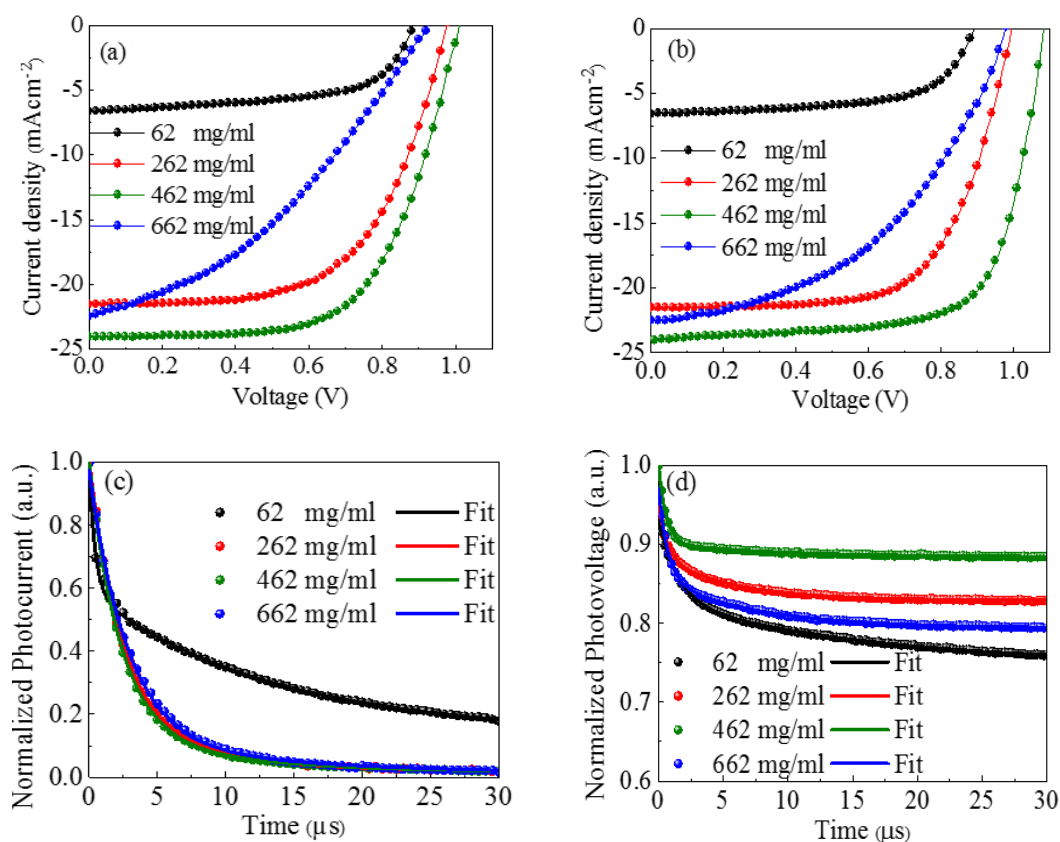 (a)
Current density (mAcm-2)
0
-5
-10
-15
-20
-25
62 mg/ml
262 mg/ml
462 mg/ml
662 mg/ml
0.0 0.2 0.4 0.6 0.8 1.0
Voltage (V)
(b)
Current density (mAcm-2)
0
-5
-10
-15
-20
-25
62 mg/ml
262 mg/ml
462 mg/ml
662 mg/ml
0.0 0.2 0.4 0.6 0.8 1.0
Voltage (V)
(c)
Normalized Photocurrent (a.u.)
1.0
0.8
0.6
0.4
0.2
0.0
62 mg/ml Fit
262 mg/ml Fit
462 mg/ml Fit
662 mg/ml Fit
0 5 10 15 20 25 30
Time (μs)
(d)
Normalized Photovoltage (a.u.)
1.0
0.9
0.8
0.7
0.6
62 mg/ml Fit
262 mg/ml Fit
462 mg/ml Fit
662 mg/ml Fit
0 5 10 15 20 25 30
Time (μs)